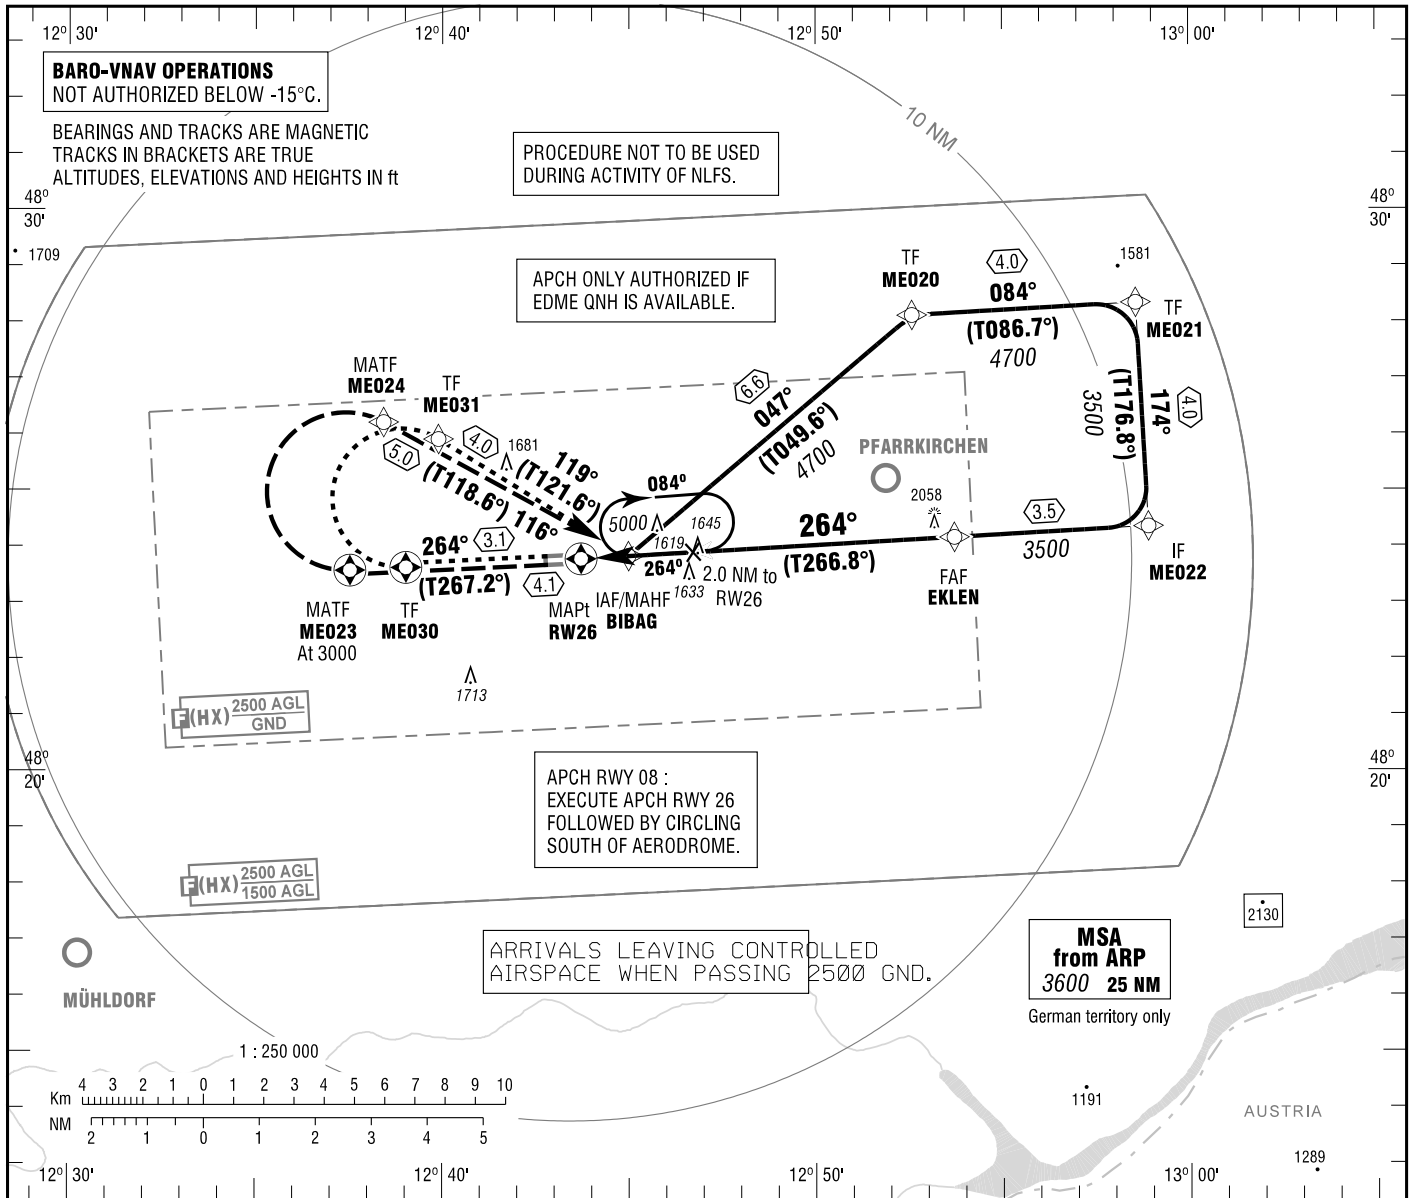 12° 30'
12° 40'
12° 50'
13° 00'
BARO-VNAV OPERATIONS
NOT AUTHORIZED BELOW -15°C.
BEARINGS AND TRACKS ARE MAGNETIC
TRACKS IN BRACKETS ARE TRUE
ALTITUDES, ELEVATIONS AND HEIGHTS IN ft
10 NM
PROCEDURE NOT TO BE USED
DURING ACTIVITY OF NLFS.
48°
30'
48°
30'
1709
APCH ONLY AUTHORIZED IF
EDME QNH IS AVAILABLE.
TF
ME020
4.0
084°
(T086.7°)
4700
1581
TF
ME021
MATF
ME024
TF
ME031
6.6
047°
(T049.6°)
4700
174°
4.0
(T176.8°)
3500
5.0
4.0
1681
119°
(T121.6°)
(T118.6°)
116°
PFARRKIRCHEN
084°
5000
1645
1619
2058
264°
(T266.8°)
3.5
3500
264°
3.1
(T267.2°)
4.1
264°
1633
2.0 NM to
RW26
FAF
EKLEN
IF
ME022
MATF
ME023
At 3000
TF
ME030
MAPt
RW26
IAF/MAHF
BIBAG
1713
F(HX) 2500 AGL
GND
48°
20'
48°
20'
APCH RWY 08 :
EXECUTE APCH RWY 26
FOLLOWED BY CIRCLING
SOUTH OF AERODROME.
F(HX) 2500 AGL
1500 AGL
2130
ARRIVALS LEAVING CONTROLLED
AIRSPACE WHEN PASSING 2500 GND.
MSA
from ARP
3600 25 NM
German territory only
MÜHLDORF
1 : 250 000
Km 4 3 2 1 0 1 2 3 4 5 6 7 8 9 10
NM
2 1 0 1 2 3 4 5
1191
AUSTRIA
1289
12° 30'
12° 40'
12° 50'
13° 00'